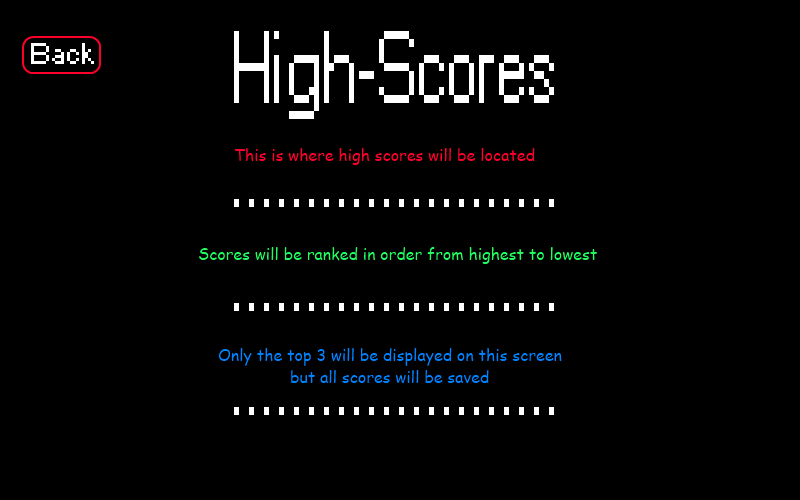 Back
High-Scores
This is where high scores will be located
......................
Scores will be ranked in order from highest to lowest
......................
Only the top 3 will be displayed on this screen
but all scores will be saved
......................